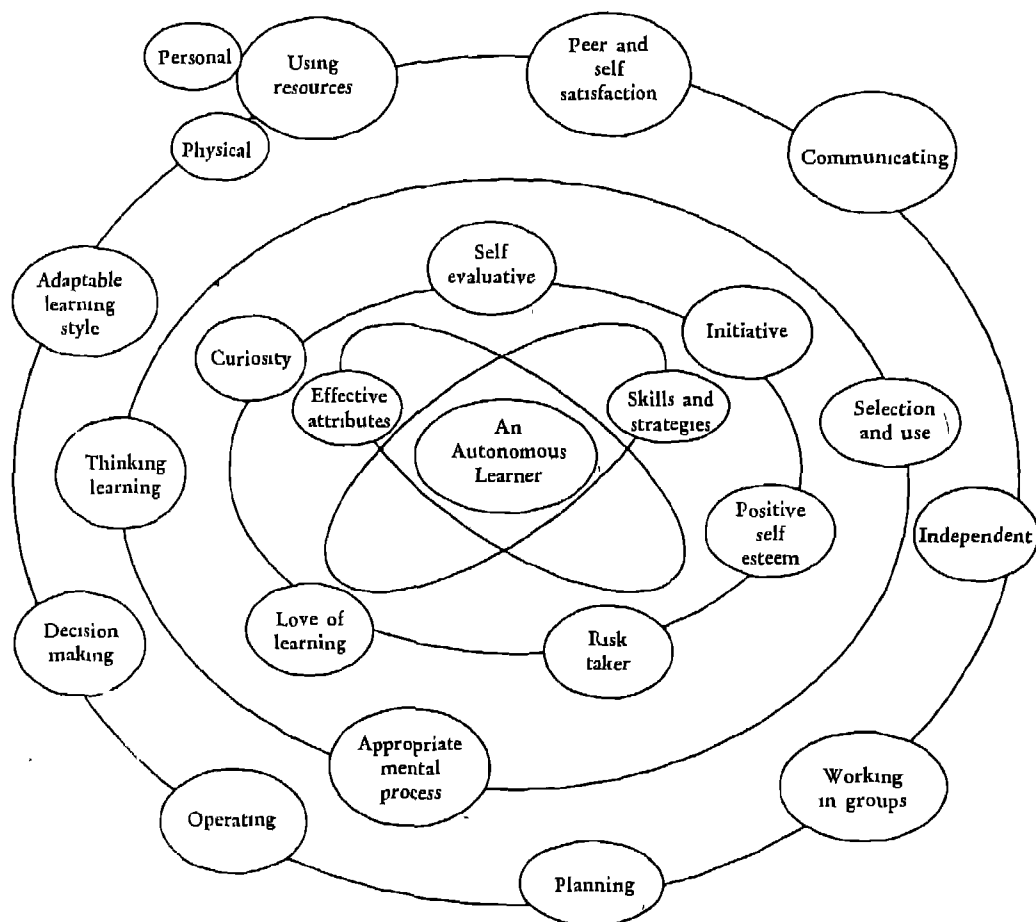 Personal
Using
resources
Peer and
self
satisfaction
Physical
Communicating
Self
evaluative
Adaptable
learning
style
Initiative
Curiosity
Effective
attributes
Skills and
strategies
An
Autonomous
Learner
Selection
and use
Thinking
learning
Positive
self
esteem
Independent
Love of
learning
Risk
taker
Decision
making
Appropriate
mental
process
Working
in groups
Operating
Planning